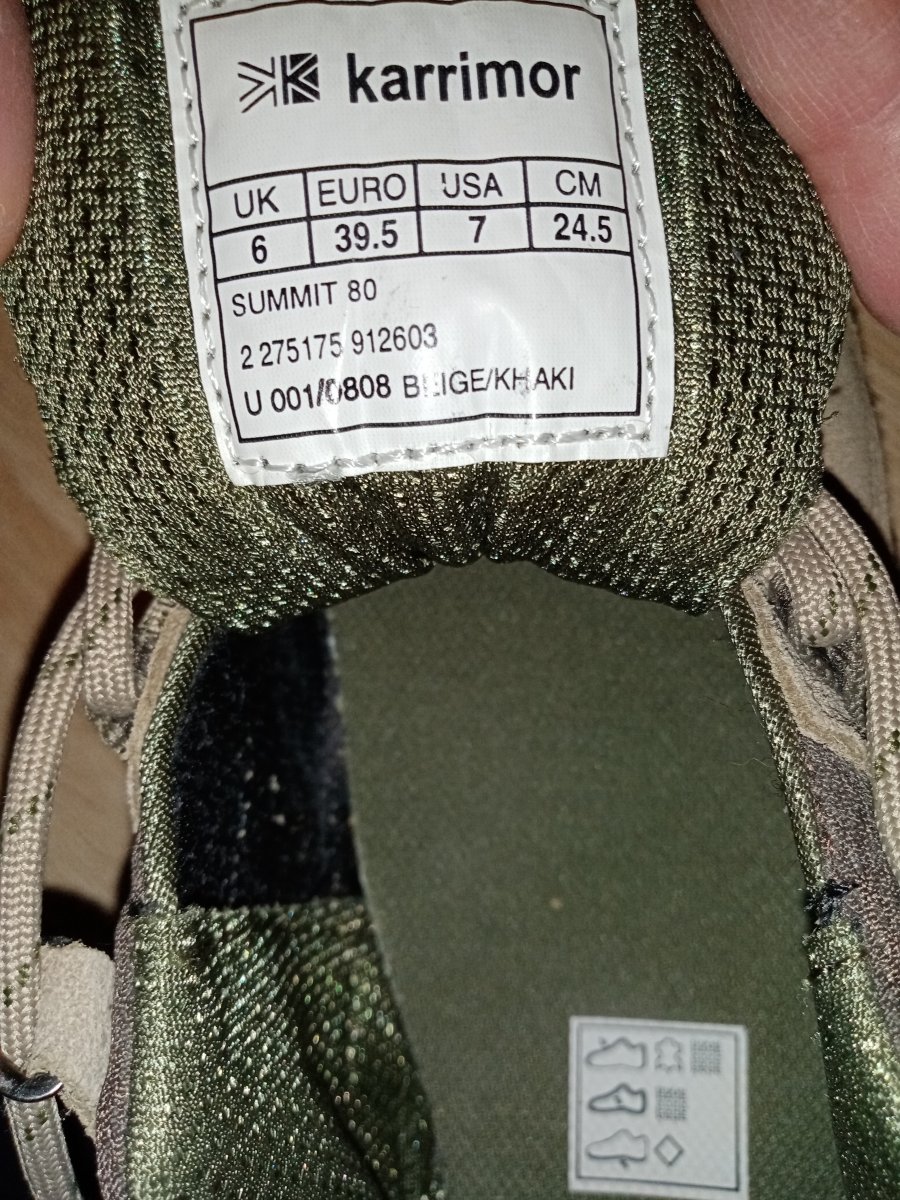 karrimor
UK EURO USA CM
6 39.5 7 24.5
SUMMIT 80
2 275175 912603
U 001/0808 BEIGE/KHAKI